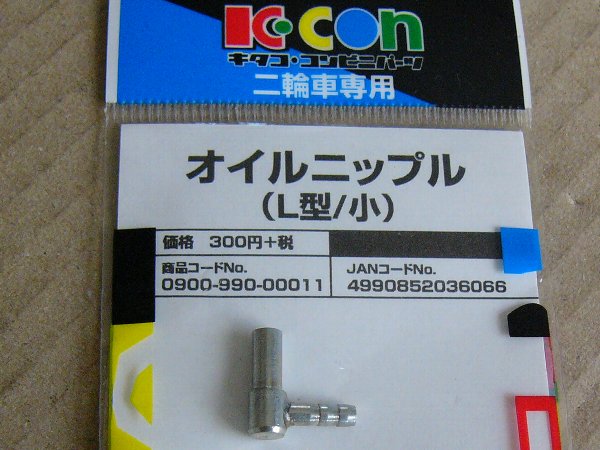 K・CON
キタコ・コンビニパーツ
二輪車専用
オイルニップル
(L型/小)
価格 300円+税
商品コードNo.
0900-990-00011
JANコードNo.
4990852036066